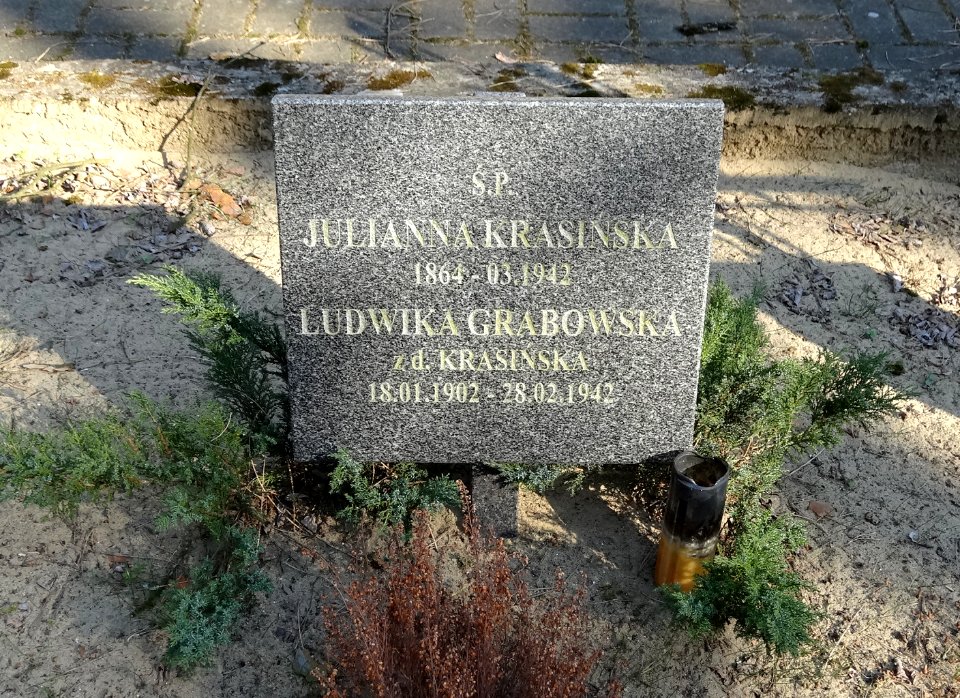 Ś.P.
JULIANNA KRASIŃSKA
1864 - 03.1942
LUDWIKA GRABOWSKA
z d. KRASIŃSKA
18.01.1902 - 28.02.1942